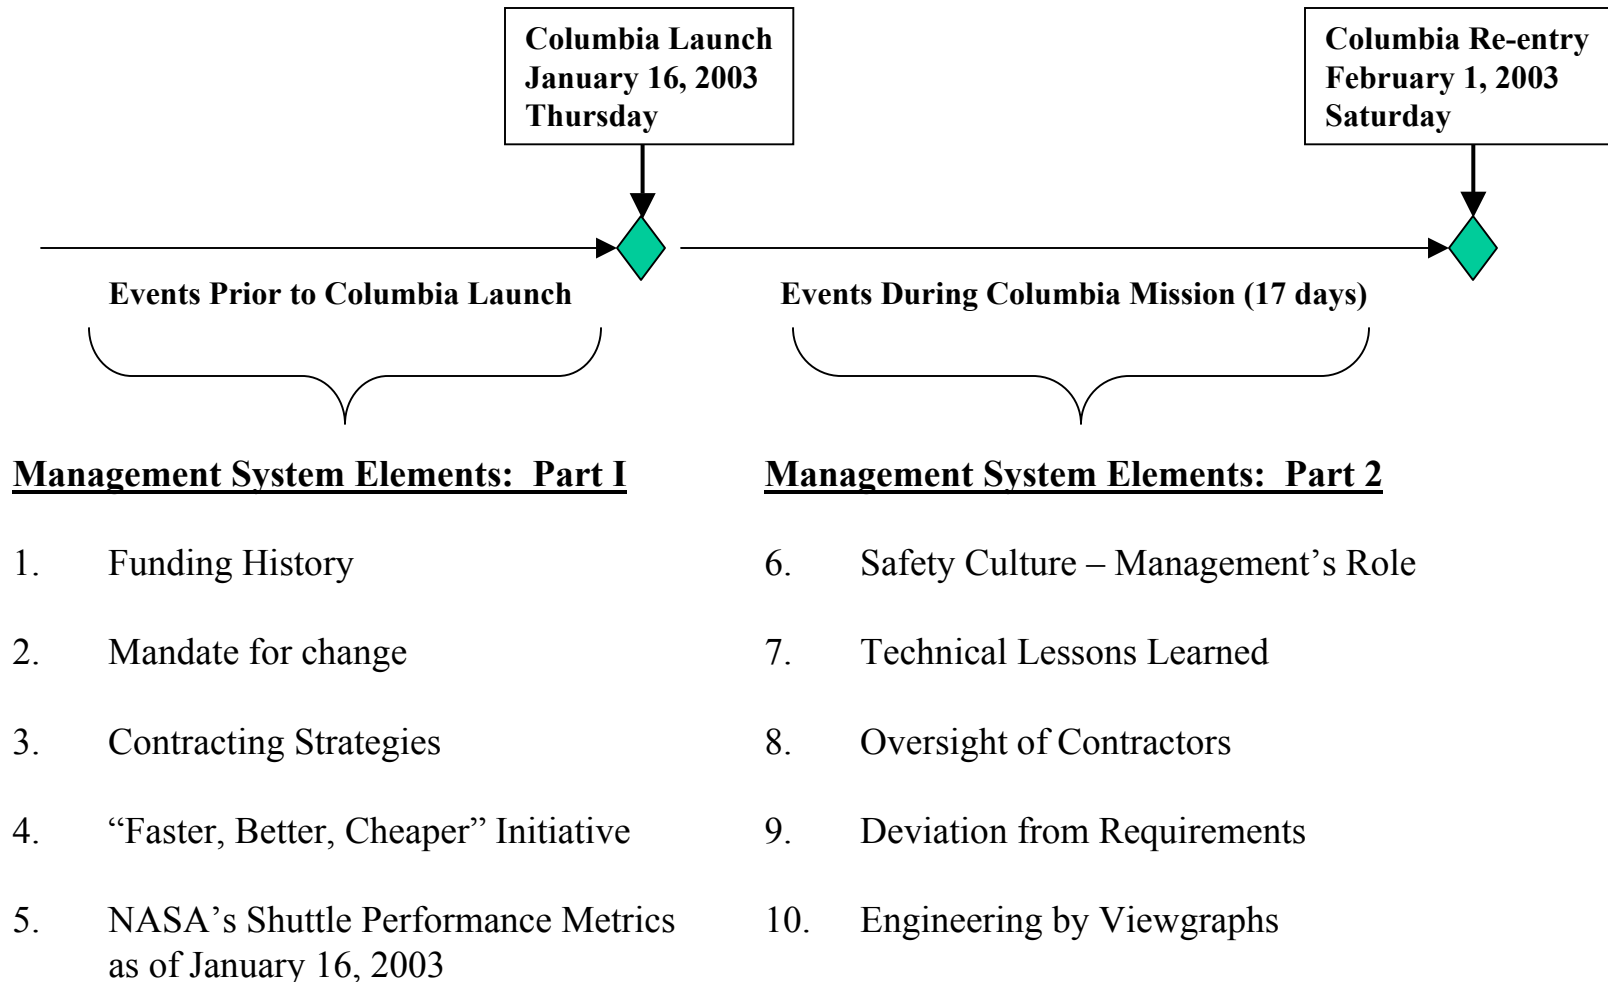 Columbia Launch
January 16, 2003
Thursday
Columbia Re-entry
February 1, 2003
Saturday
Events Prior to Columbia Launch
Events During Columbia Mission (17 days)
Management System Elements:  Part I
1. Funding History
2. Mandate for change
3. Contracting Strategies
4. “Faster, Better, Cheaper” Initiative
5. NASA’s Shuttle Performance Metrics
as of January 16, 2003
Management System Elements:  Part 2
6. Safety Culture – Management’s Role
7. Technical Lessons Learned
8. Oversight of Contractors
9. Deviation from Requirements
10. Engineering by Viewgraphs